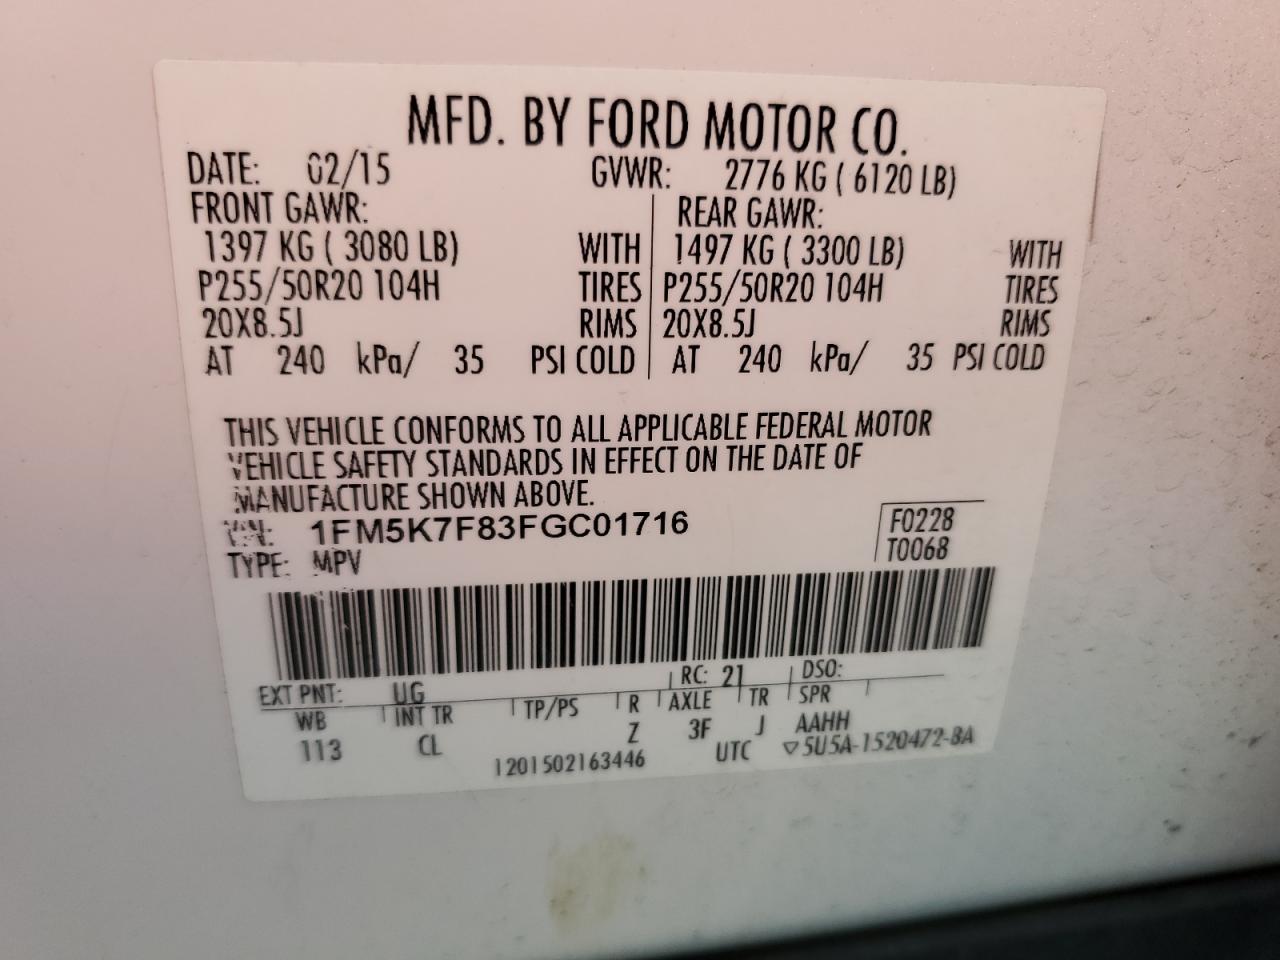 MFD. BY FORD MOTOR CO.
DATE: 02/15 GVWR: 2776 KG ( 6120 LB)
FRONT GAWR: REAR GAWR:
1397 KG ( 3080 LB) WITH 1497 KG ( 3300 LB) WITH
P255/50R20 104H TIRES P255/50R20 104H TIRES
20X8.5J RIMS 20X8.5J RIMS
AT 240 kPa/ 35 PSI COLD AT 240 kPa/ 35 PSI COLD
THIS VEHICLE CONFORMS TO ALL APPLICABLE FEDERAL MOTOR
VEHICLE SAFETY STANDARDS IN EFFECT ON THE DATE OF
MANUFACTURE SHOWN ABOVE.
VIN: 1FM5K7F83FGC01716 F0228
TYPE: MPV T0068
EXT PNT: UG RC: 21 DSO:
WB INT TR TP/PS R AXLE TR SPR
113 CL Z 3F J AAHH
1201502163446 UTC ▽5U5A-1520472-BA